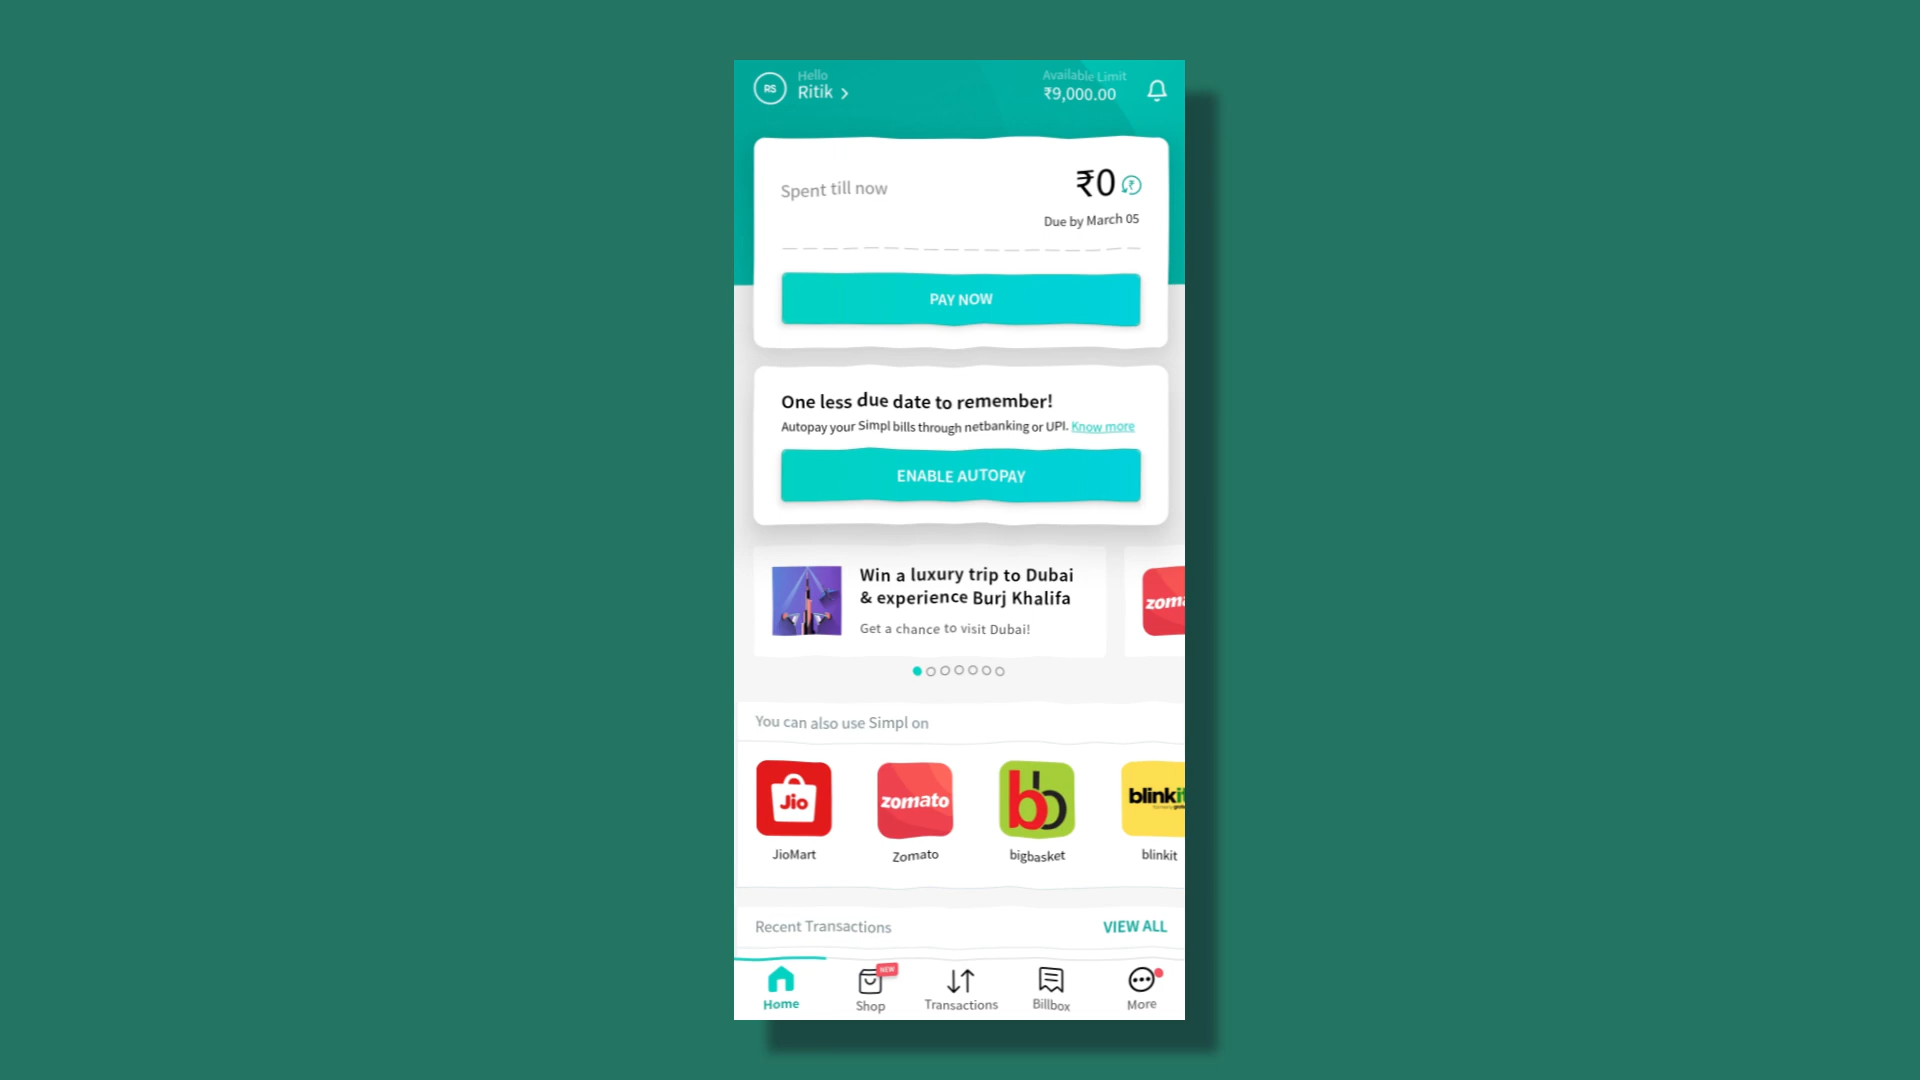 RS
Hello
Ritik
Available Limit
₹9,000.00
Spent till now
₹0
₹
Due by March 05
PAY NOW
One less due date to remember!
Autopay your Simpl bills through netbanking or UPI. Know more
ENABLE AUTOPAY
Win a luxury trip to Dubai
& experience Burj Khalifa
Get a chance to visit Dubai!
zoma
You can also use Simpl on
Jio
zomato
bb
blinkit
JioMart
Zomato
bigbasket
blinkit
Recent Transactions
VIEW ALL
NEW
Home
Shop
Transactions
Billbox
More